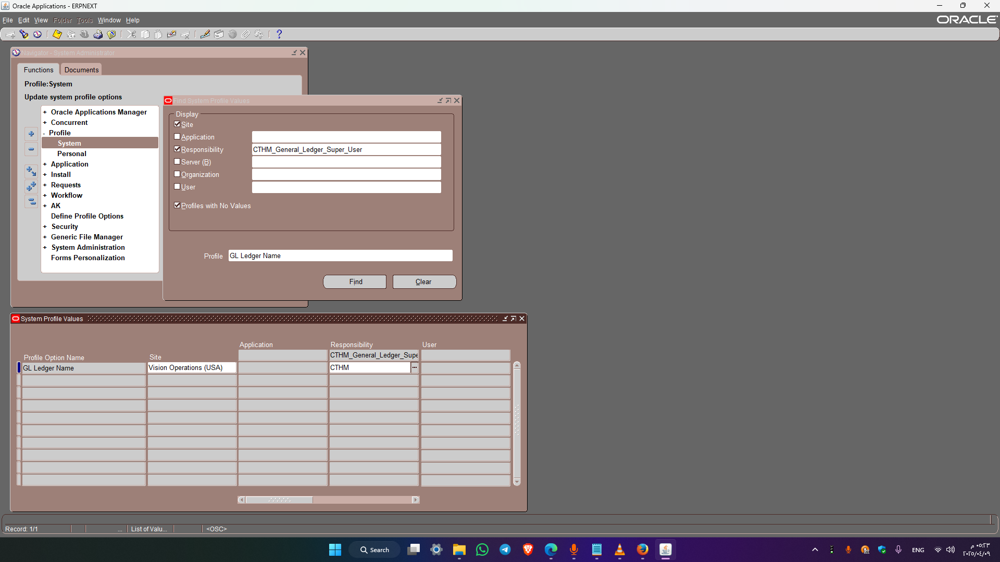 Oracle Applications - ERPNEXT
File Edit View Folder Tools Window Help
ORACLE
Navigator - System Administrator
Functions
Documents
Profile:System
Update system profile options
+ Oracle Applications Manager
+ Concurrent
- Profile
System
Personal
+ Application
+ Install
+ Requests
+ Workflow
+ AK
Define Profile Options
+ Security
+ Generic File Manager
+ System Administration
Forms Personalization
Find System Profile Values
Display
Site
Application
Responsibility CTHM_General_Ledger_Super_User
Server (B)
Organization
User
Profiles with No Values
Profile GL Ledger Name
Find
Clear
System Profile Values
Application Responsibility User
CTHM_General_Ledger_Supe
Profile Option Name Site
GL Ledger Name Vision Operations (USA) CTHM ...
Record: 1/1 ... List of Valu... <OSC>
Search
ENG
٠٥:٢٣ م
٢٠٢٥/٠٤/٠٩